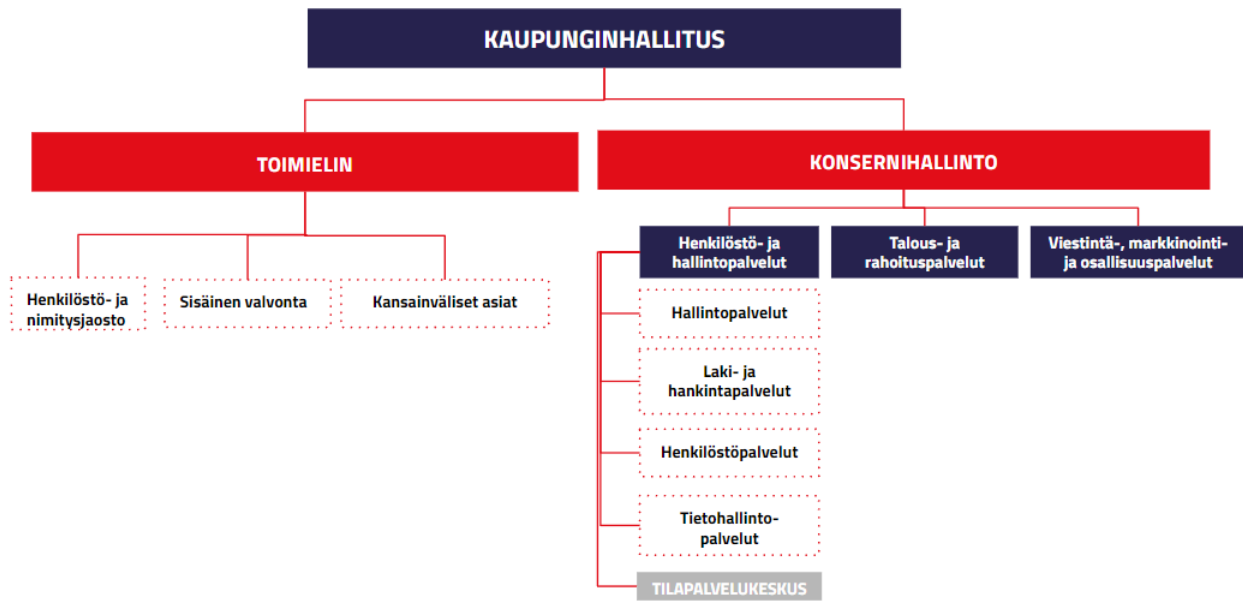 KAUPUNGINHALLITUS
TOIMIELIN
KONSERNIHALLINTO
Henkilöstö- ja
nimitysjaosto
Sisäinen valvonta
Kansainväliset asiat
Henkilöstö- ja
hallintopalvelut
Talous- ja
rahoituspalvelut
Viestintä-, markkinointi-
ja osallisuuspalvelut
Hallintopalvelut
Laki- ja
hankintapalvelut
Henkilöstöpalvelut
Tietohallinto-
palvelut
TILAPALVELUKESKUS